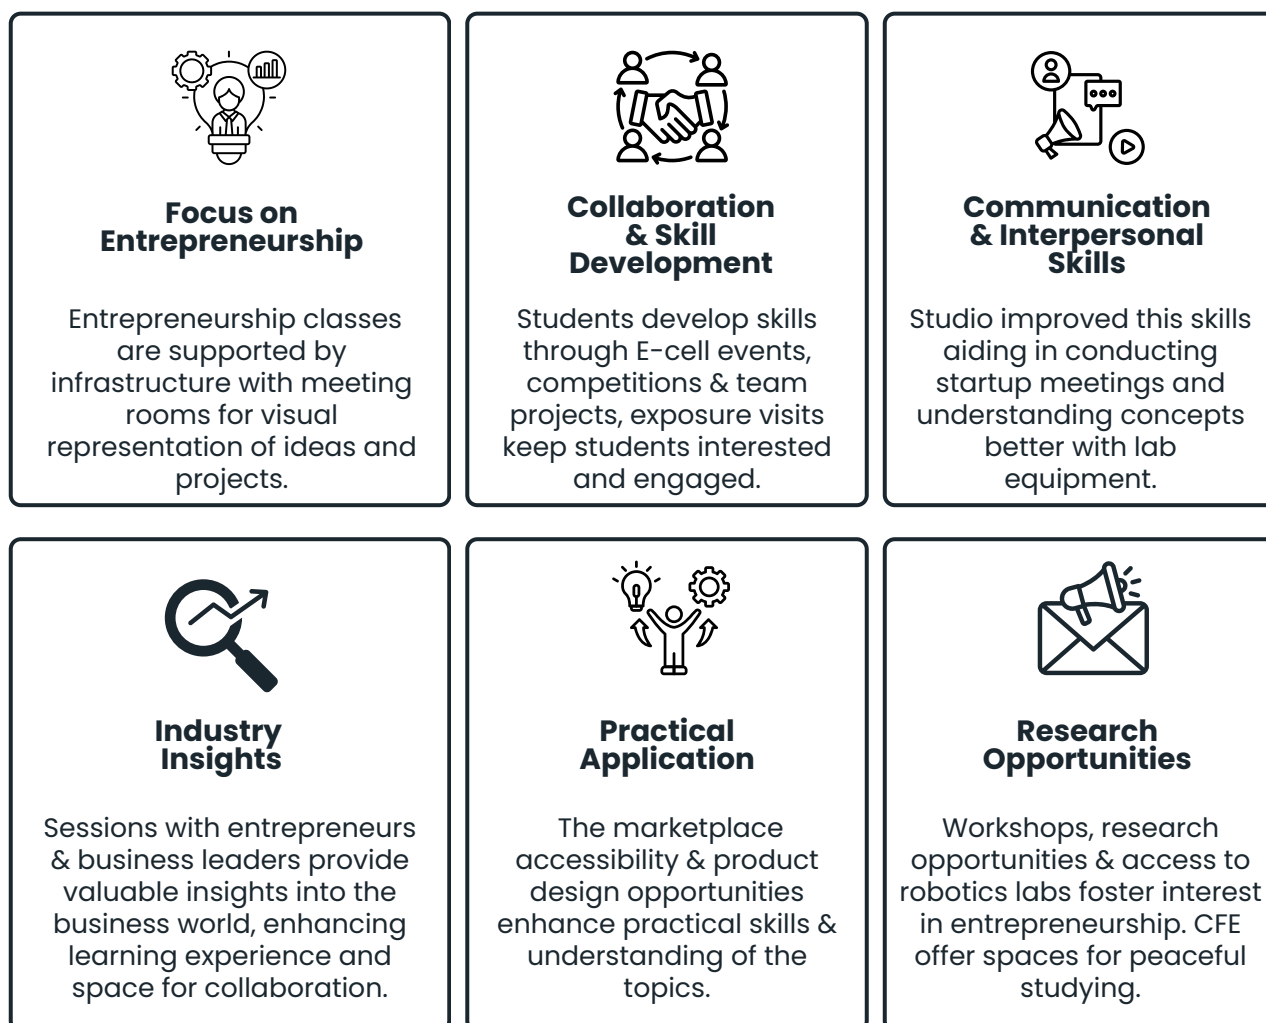 Focus on
Entrepreneurship
Entrepreneurship classes
are supported by
infrastructure with meeting
rooms for visual
representation of ideas and
projects.
Collaboration
& Skill
Development
Students develop skills
through E-cell events,
competitions & team
projects, exposure visits
keep students interested
and engaged.
Communication
& Interpersonal
Skills
Studio improved this skills
aiding in conducting
startup meetings and
understanding concepts
better with lab
equipment.
Industry
Insights
Sessions with entrepreneurs
& business leaders provide
valuable insights into the
business world, enhancing
learning experience and
space for collaboration.
Practical
Application
The marketplace
accessibility & product
design opportunities
enhance practical skills &
understanding of the
topics.
Research
Opportunities
Workshops, research
opportunities & access to
robotics labs foster interest
in entrepreneurship. CFE
offer spaces for peaceful
studying.